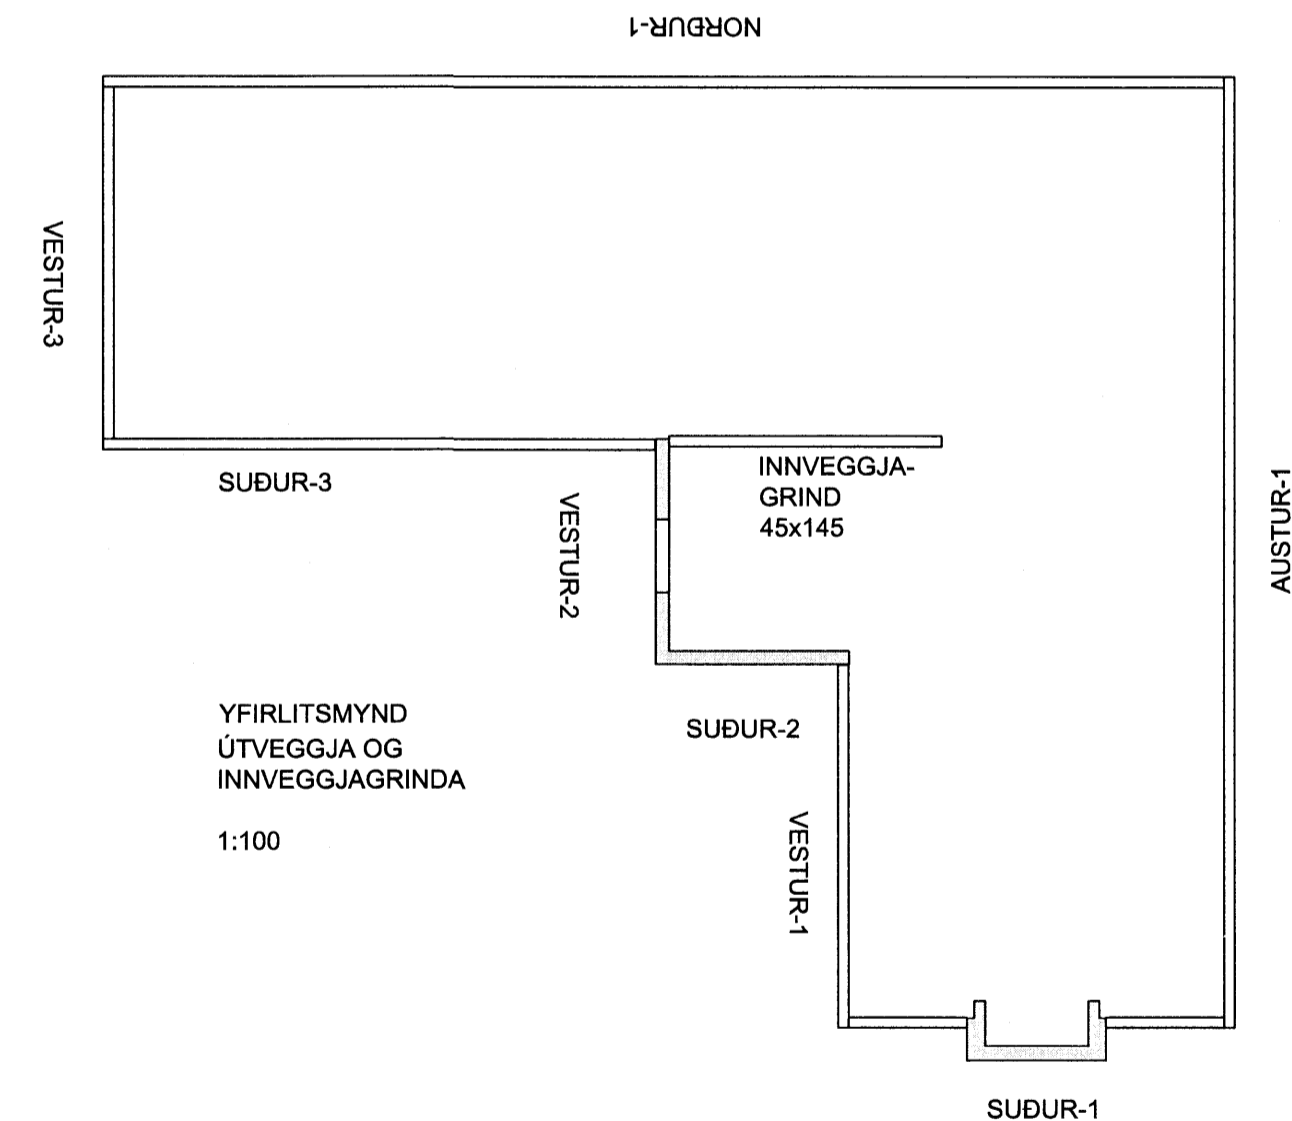 NORÐUR-1
VESTUR-3
SUÐUR-3
VESTUR-2
INNVEGGJA-
GRIND
45x145
AUSTUR-1
YFIRLITSMYND
ÚTVEGGJA OG
INNVEGGJAGRINDA
1:100
SUÐUR-2
VESTUR-1
SUÐUR-1